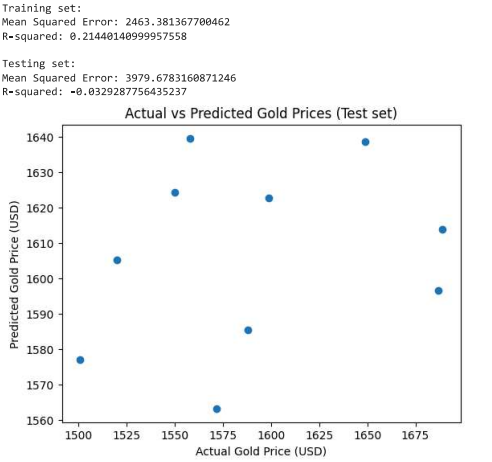 Training set:
Mean Squared Error: 2463.381367700462
R-squared: 0.21440140999957558
Testing set:
Mean Squared Error: 3979.6783160871246
R-squared: -0.0329287756435237
Actual vs Predicted Gold Prices (Test set)
Predicted Gold Price (USD)
1640
1630
1620
1610
1600
1590
1580
1570
1560
1500 1525 1550 1575 1600 1625 1650 1675
Actual Gold Price (USD)